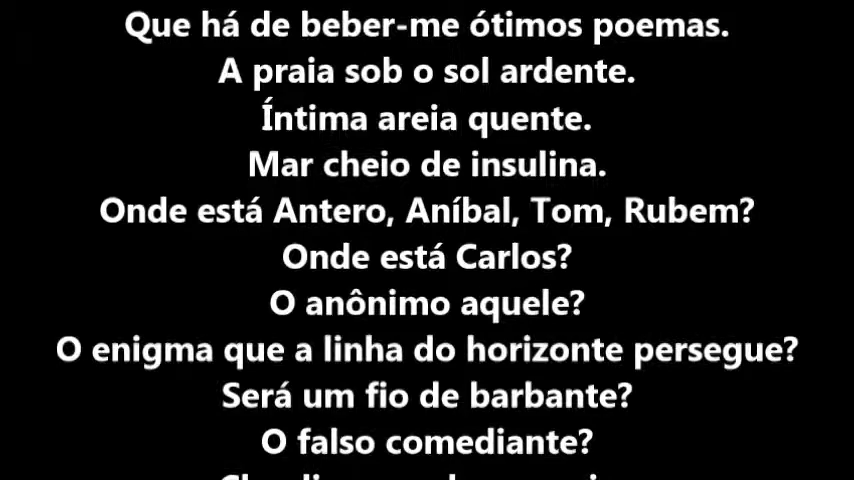 Que há de beber-me ótimos poemas.
A praia sob o sol ardente.
Íntima areia quente.
Mar cheio de insulina.
Onde está Antero, Aníbal, Tom, Rubem?
Onde está Carlos?
O anônimo aquele?
O enigma que a linha do horizonte persegue?
Será um fio de barbante?
O falso comediante?